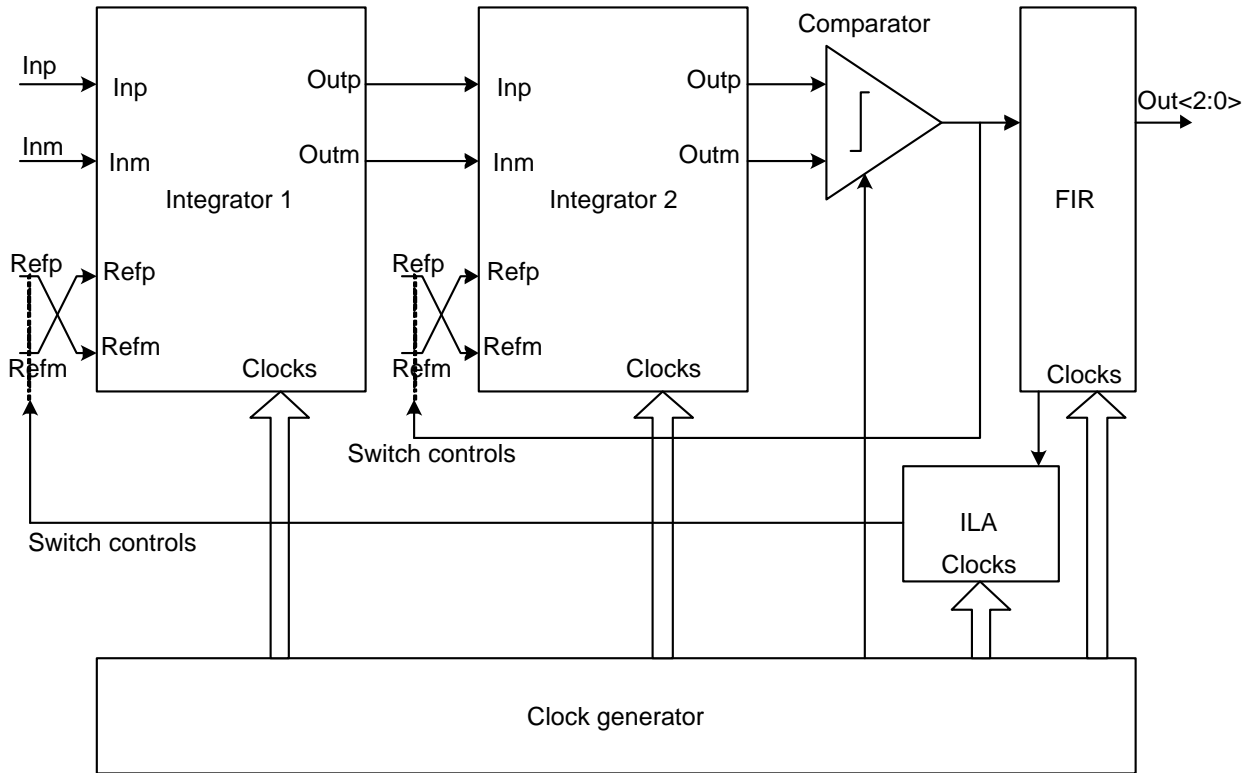 Comparator
Inp
Inp
Outp
Inp
Outp
Out<2:0>
Inm
Inm
Outm
Inm
Outm
Integrator 1
Integrator 2
FIR
Refp
Refp
Refp
Refp
Refm
Refm
Refm
Refm
Clocks
Clocks
Clocks
Switch controls
ILA
Switch controls
Clocks
Clock generator